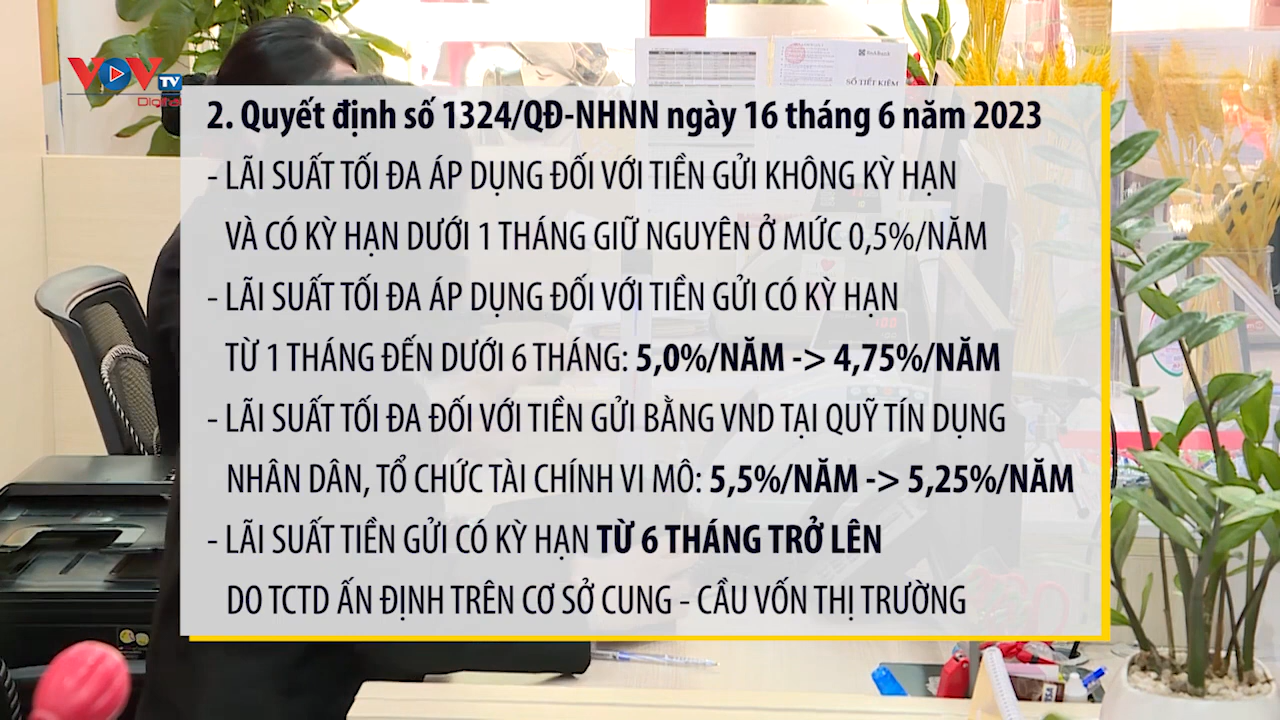 VOV TV
Digital
SỔ TIẾT KIỆM
2. Quyết định số 1324/QĐ-NHNN ngày 16 tháng 6 năm 2023
- LÃI SUẤT TỐI ĐA ÁP DỤNG ĐỐI VỚI TIỀN GỬI KHÔNG KỲ HẠN
VÀ CÓ KỲ HẠN DƯỚI 1 THÁNG GIỮ NGUYÊN Ở MỨC 0,5%/NĂM
- LÃI SUẤT TỐI ĐA ÁP DỤNG ĐỐI VỚI TIỀN GỬI CÓ KỲ HẠN
TỪ 1 THÁNG ĐẾN DƯỚI 6 THÁNG: 5,0%/NĂM -> 4,75%/NĂM
- LÃI SUẤT TỐI ĐA ĐỐI VỚI TIỀN GỬI BẰNG VND TẠI QUỸ TÍN DỤNG
NHÂN DÂN, TỔ CHỨC TÀI CHÍNH VI MÔ: 5,5%/NĂM -> 5,25%/NĂM
- LÃI SUẤT TIỀN GỬI CÓ KỲ HẠN TỪ 6 THÁNG TRỞ LÊN
DO TCTD ẤN ĐỊNH TRÊN CƠ SỞ CUNG - CẦU VỐN THỊ TRƯỜNG